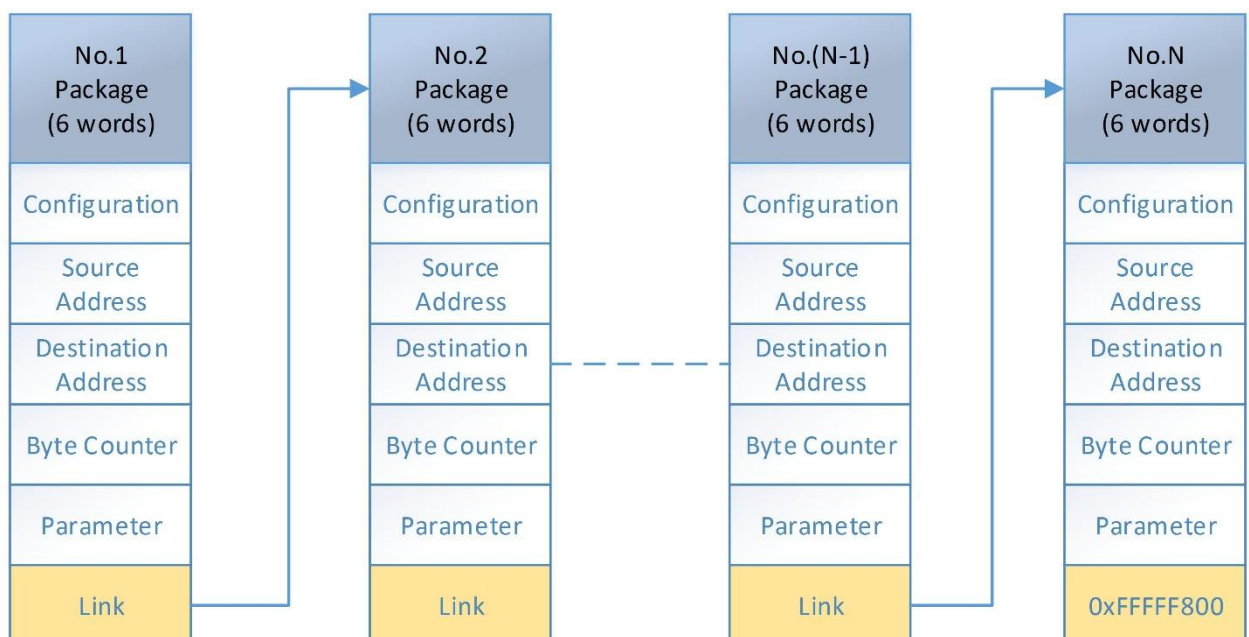 No.1
Package
(6 words)
Configuration
Source
Address
Destination
Address
Byte Counter
Parameter
Link
No.2
Package
(6 words)
Configuration
Source
Address
Destination
Address
Byte Counter
Parameter
Link
No.(N-1)
Package
(6 words)
Configuration
Source
Address
Destination
Address
Byte Counter
Parameter
Link
No.N
Package
(6 words)
Configuration
Source
Address
Destination
Address
Byte Counter
Parameter
0xFFFFF800